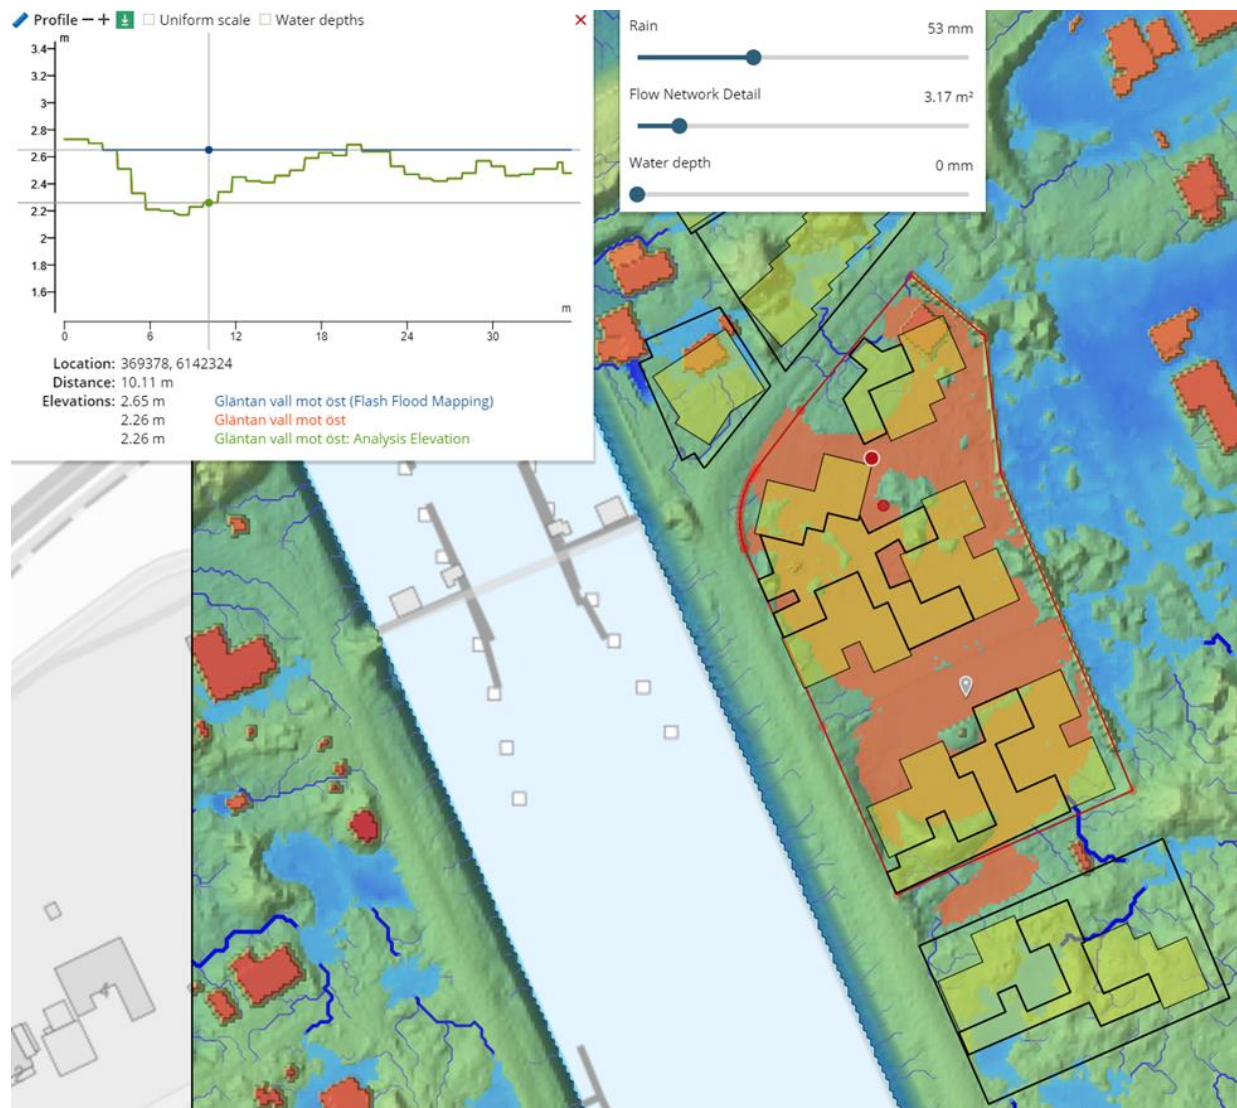 Profile
Uniform scale
Water depths
m
3.4
3.2
3
2.8
2.6
2.4
2.2
2
1.8
1.6
m
0 6 12 18 24 30
Location: 369378, 6142324
Distance: 10.11 m
Elevations: 2.65 m Gläntan vall mot öst (Flash Flood Mapping)
2.26 m Gläntan vall mot öst
2.26 m Gläntan vall mot öst: Analysis Elevation
Rain 53 mm
Flow Network Detail 3.17 m²
Water depth 0 mm